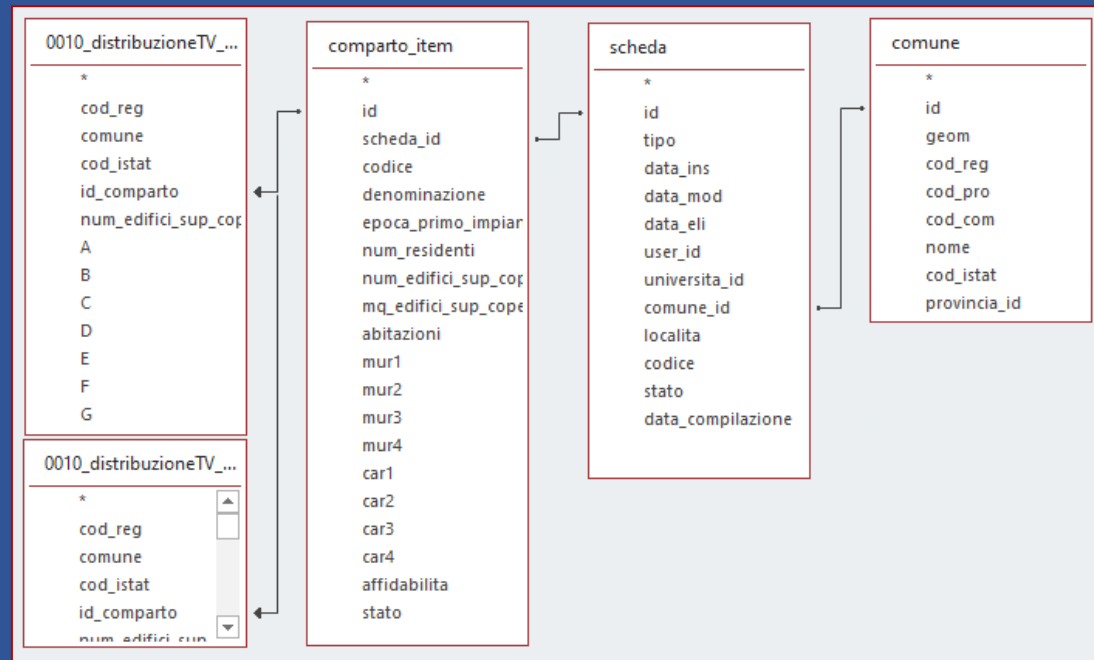 0010_distribuzioneTV_...
*
cod_reg
comune
cod_istat
id_comparto
num_edifici_sup_cop
A
B
C
D
E
F
G
0010_distribuzioneTV_...
*
cod_reg
comune
cod_istat
id_comparto
num_edifici_sup
comparto_item
*
id
scheda_id
codice
denominazione
epoca_primo_impian
num_residenti
num_edifici_sup_cop
mq_edifici_sup_cope
abitazioni
mur1
mur2
mur3
mur4
car1
car2
car3
car4
affidabilita
stato
scheda
*
id
tipo
data_ins
data_mod
data_eli
user_id
universita_id
comune_id
localita
codice
stato
data_compilazione
comune
*
id
geom
cod_reg
cod_pro
cod_com
nome
cod_istat
provincia_id